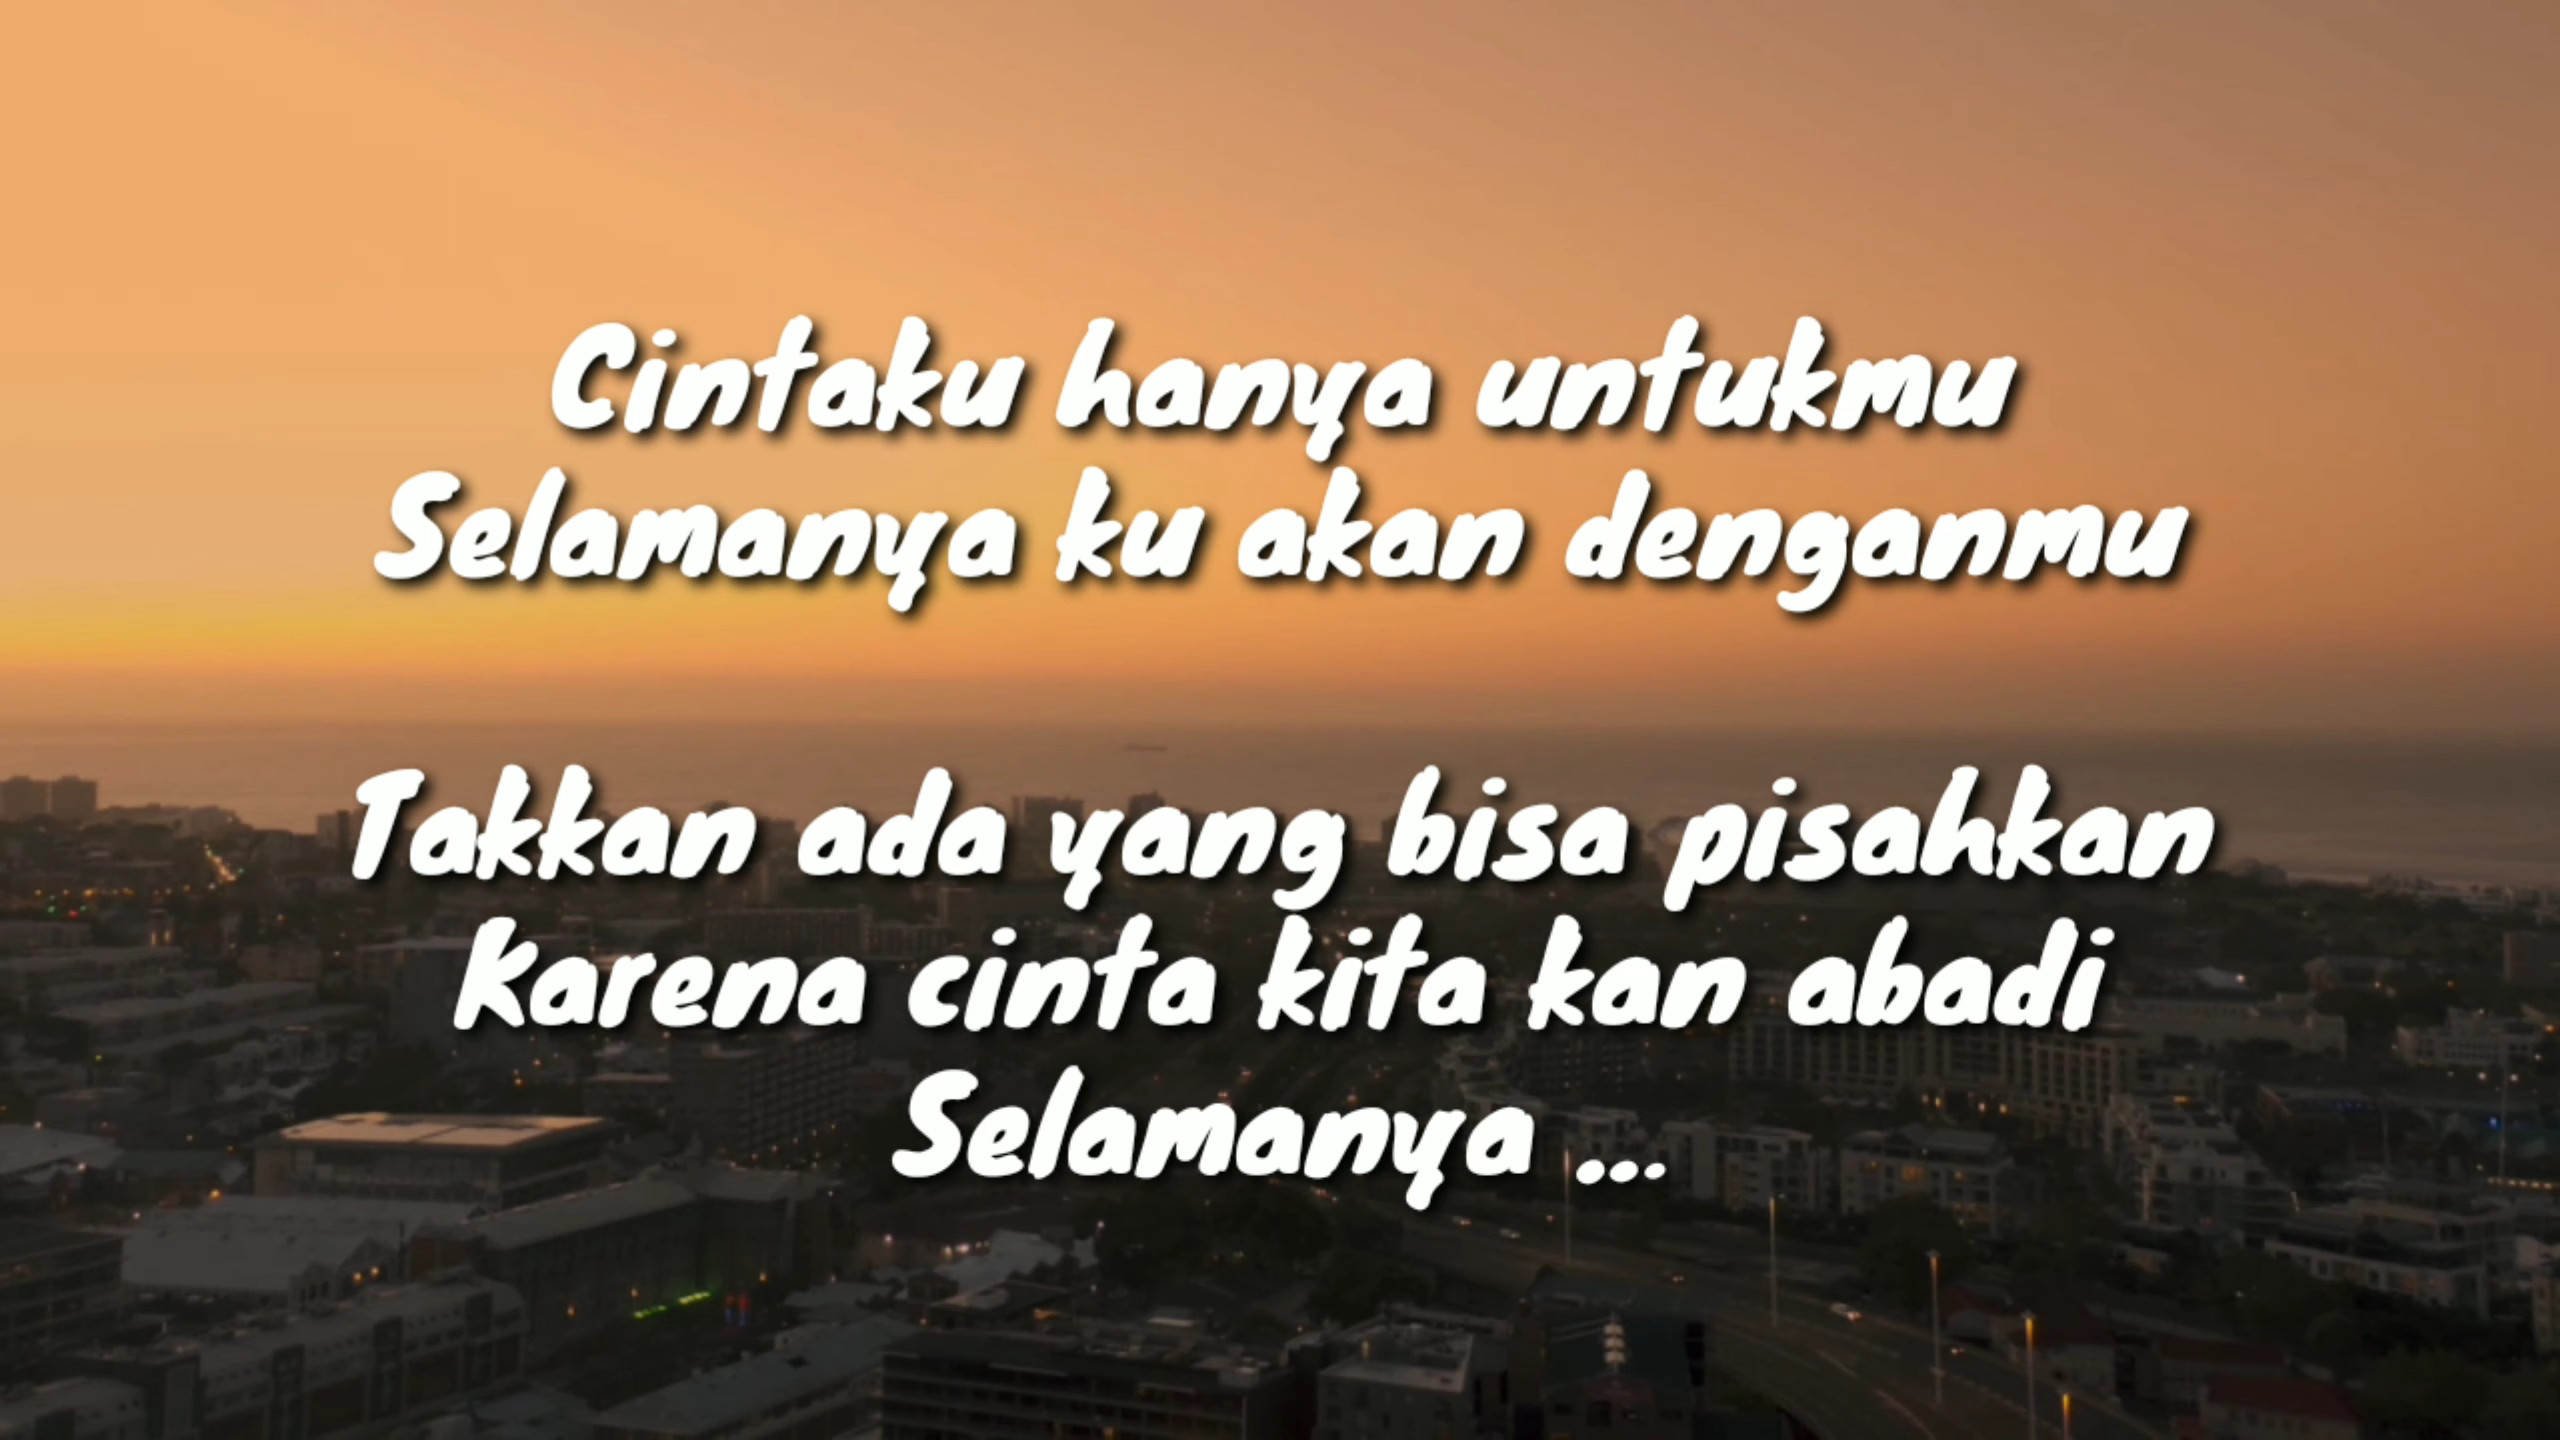 Cintaku hanya untukmu
Selamanya ku akan denganmu
Takkan ada yang bisa pisahkan
Karena cinta kita kan abadi
Selamanya ...